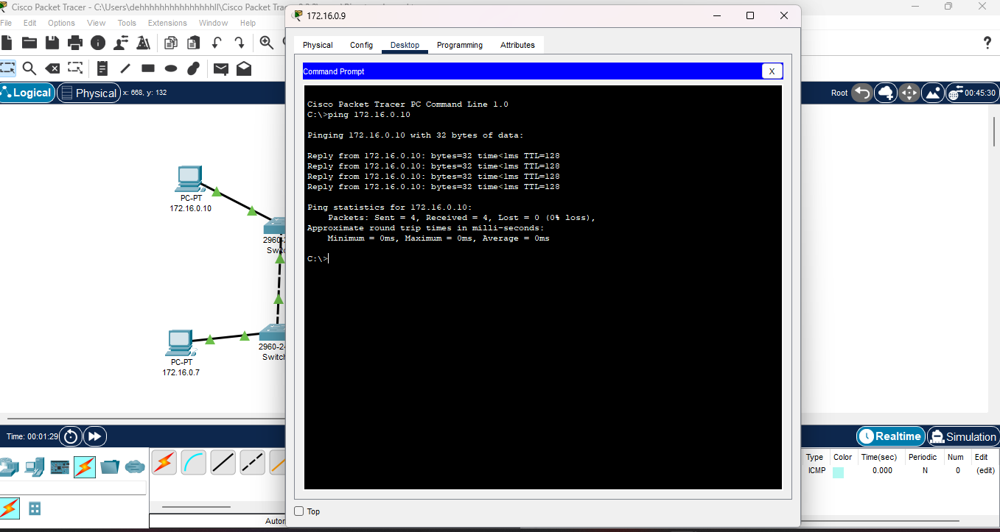 Cisco Packet Tracer - C:\Users\
172.16.0.9
File Edit Options View Tools Extensions Window Help
Physical Config Desktop Programming Attributes
Command Prompt X
Logical Physical x: 668, y: 132
Root 00:45:30
Cisco Packet Tracer PC Command Line 1.0
C:\>ping 172.16.0.10
Pinging 172.16.0.10 with 32 bytes of data:
Reply from 172.16.0.10: bytes=32 time<1ms TTL=128
Reply from 172.16.0.10: bytes=32 time<1ms TTL=128
Reply from 172.16.0.10: bytes=32 time<1ms TTL=128
Reply from 172.16.0.10: bytes=32 time<1ms TTL=128
Ping statistics for 172.16.0.10:
Packets: Sent = 4, Received = 4, Lost = 0 (0% loss),
Approximate round trip times in milli-seconds:
Minimum = 0ms, Maximum = 0ms, Average = 0ms
C:\>
PC-PT
172.16.0.10
2960-
Swit
PC-PT
172.16.0.7
2960-2
Switc
Time: 00:01:29
Realtime Simulation
Type Color Time(sec) Periodic Num Edit
ICMP 0.000 N 0 (edit)
Top
Autor